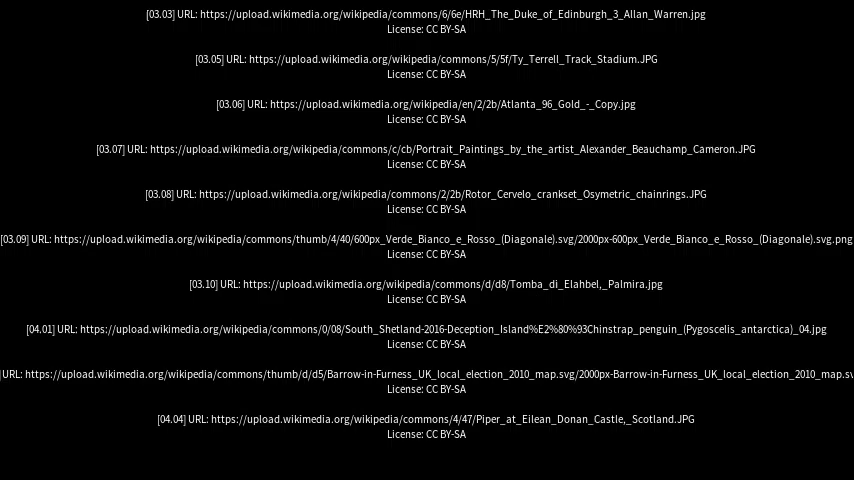 [03.03] URL: https://upload.wikimedia.org/wikipedia/commons/6/6e/HRH_The_Duke_of_Edinburgh_3_Allan_Warren.jpg
License: CC BY-SA
[03.05] URL: https://upload.wikimedia.org/wikipedia/commons/5/5f/Ty_Terrell_Track_Stadium.JPG
License: CC BY-SA
[03.06] URL: https://upload.wikimedia.org/wikipedia/en/2/2b/Atlanta_96_Gold_-_Copy.jpg
License: CC BY-SA
[03.07] URL: https://upload.wikimedia.org/wikipedia/commons/c/cb/Portrait_Paintings_by_the_artist_Alexander_Beauchamp_Cameron.JPG
License: CC BY-SA
[03.08] URL: https://upload.wikimedia.org/wikipedia/commons/2/2b/Rotor_Cervelo_crankset_Osymetric_chainrings.JPG
License: CC BY-SA
[03.09] URL: https://upload.wikimedia.org/wikipedia/commons/thumb/4/40/600px_Verde_Bianco_e_Rosso_(Diagonale).svg/2000px-600px_Verde_Bianco_e_Rosso_(Diagonale).svg.png
License: CC BY-SA
[03.10] URL: https://upload.wikimedia.org/wikipedia/commons/d/d8/Tomba_di_Elahbel,_Palmira.jpg
License: CC BY-SA
[04.01] URL: https://upload.wikimedia.org/wikipedia/commons/0/08/South_Shetland-2016-Deception_Island%E2%80%93Chinstrap_penguin_(Pygoscelis_antarctica)_04.jpg
License: CC BY-SA
URL: https://upload.wikimedia.org/wikipedia/commons/thumb/d/d5/Barrow-in-Furness_UK_local_election_2010_map.svg/2000px-Barrow-in-Furness_UK_local_election_2010_map.sv
License: CC BY-SA
[04.04] URL: https://upload.wikimedia.org/wikipedia/commons/4/47/Piper_at_Eilean_Donan_Castle,_Scotland.JPG
License: CC BY-SA